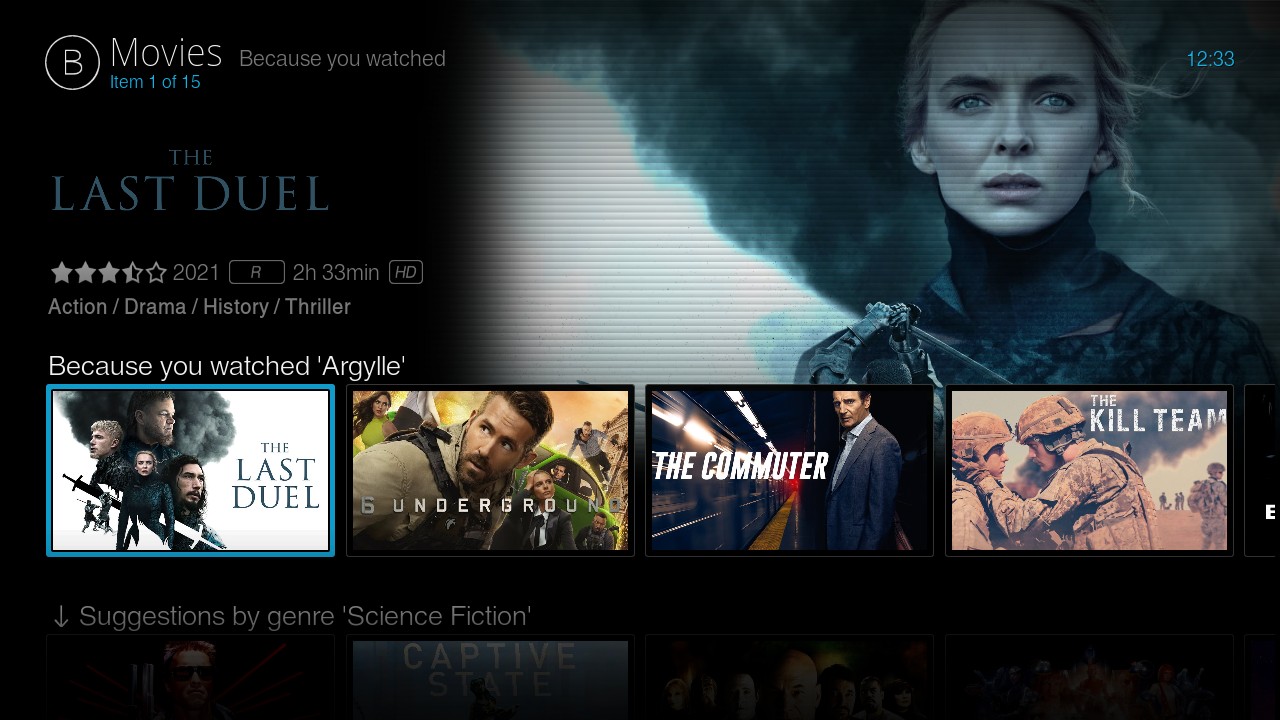 B Movies Because you watched
Item 1 of 15
12:33
THE
LAST DUEL
2021 R 2h 33min HD
Action / Drama / History / Thriller
Because you watched 'Argylle'
THE
LAST
DUEL
6 UNDERGROUND
THE COMMUTER
THE
KILL TEAM
E
↓ Suggestions by genre 'Science Fiction'
CAPTIVE
STATE